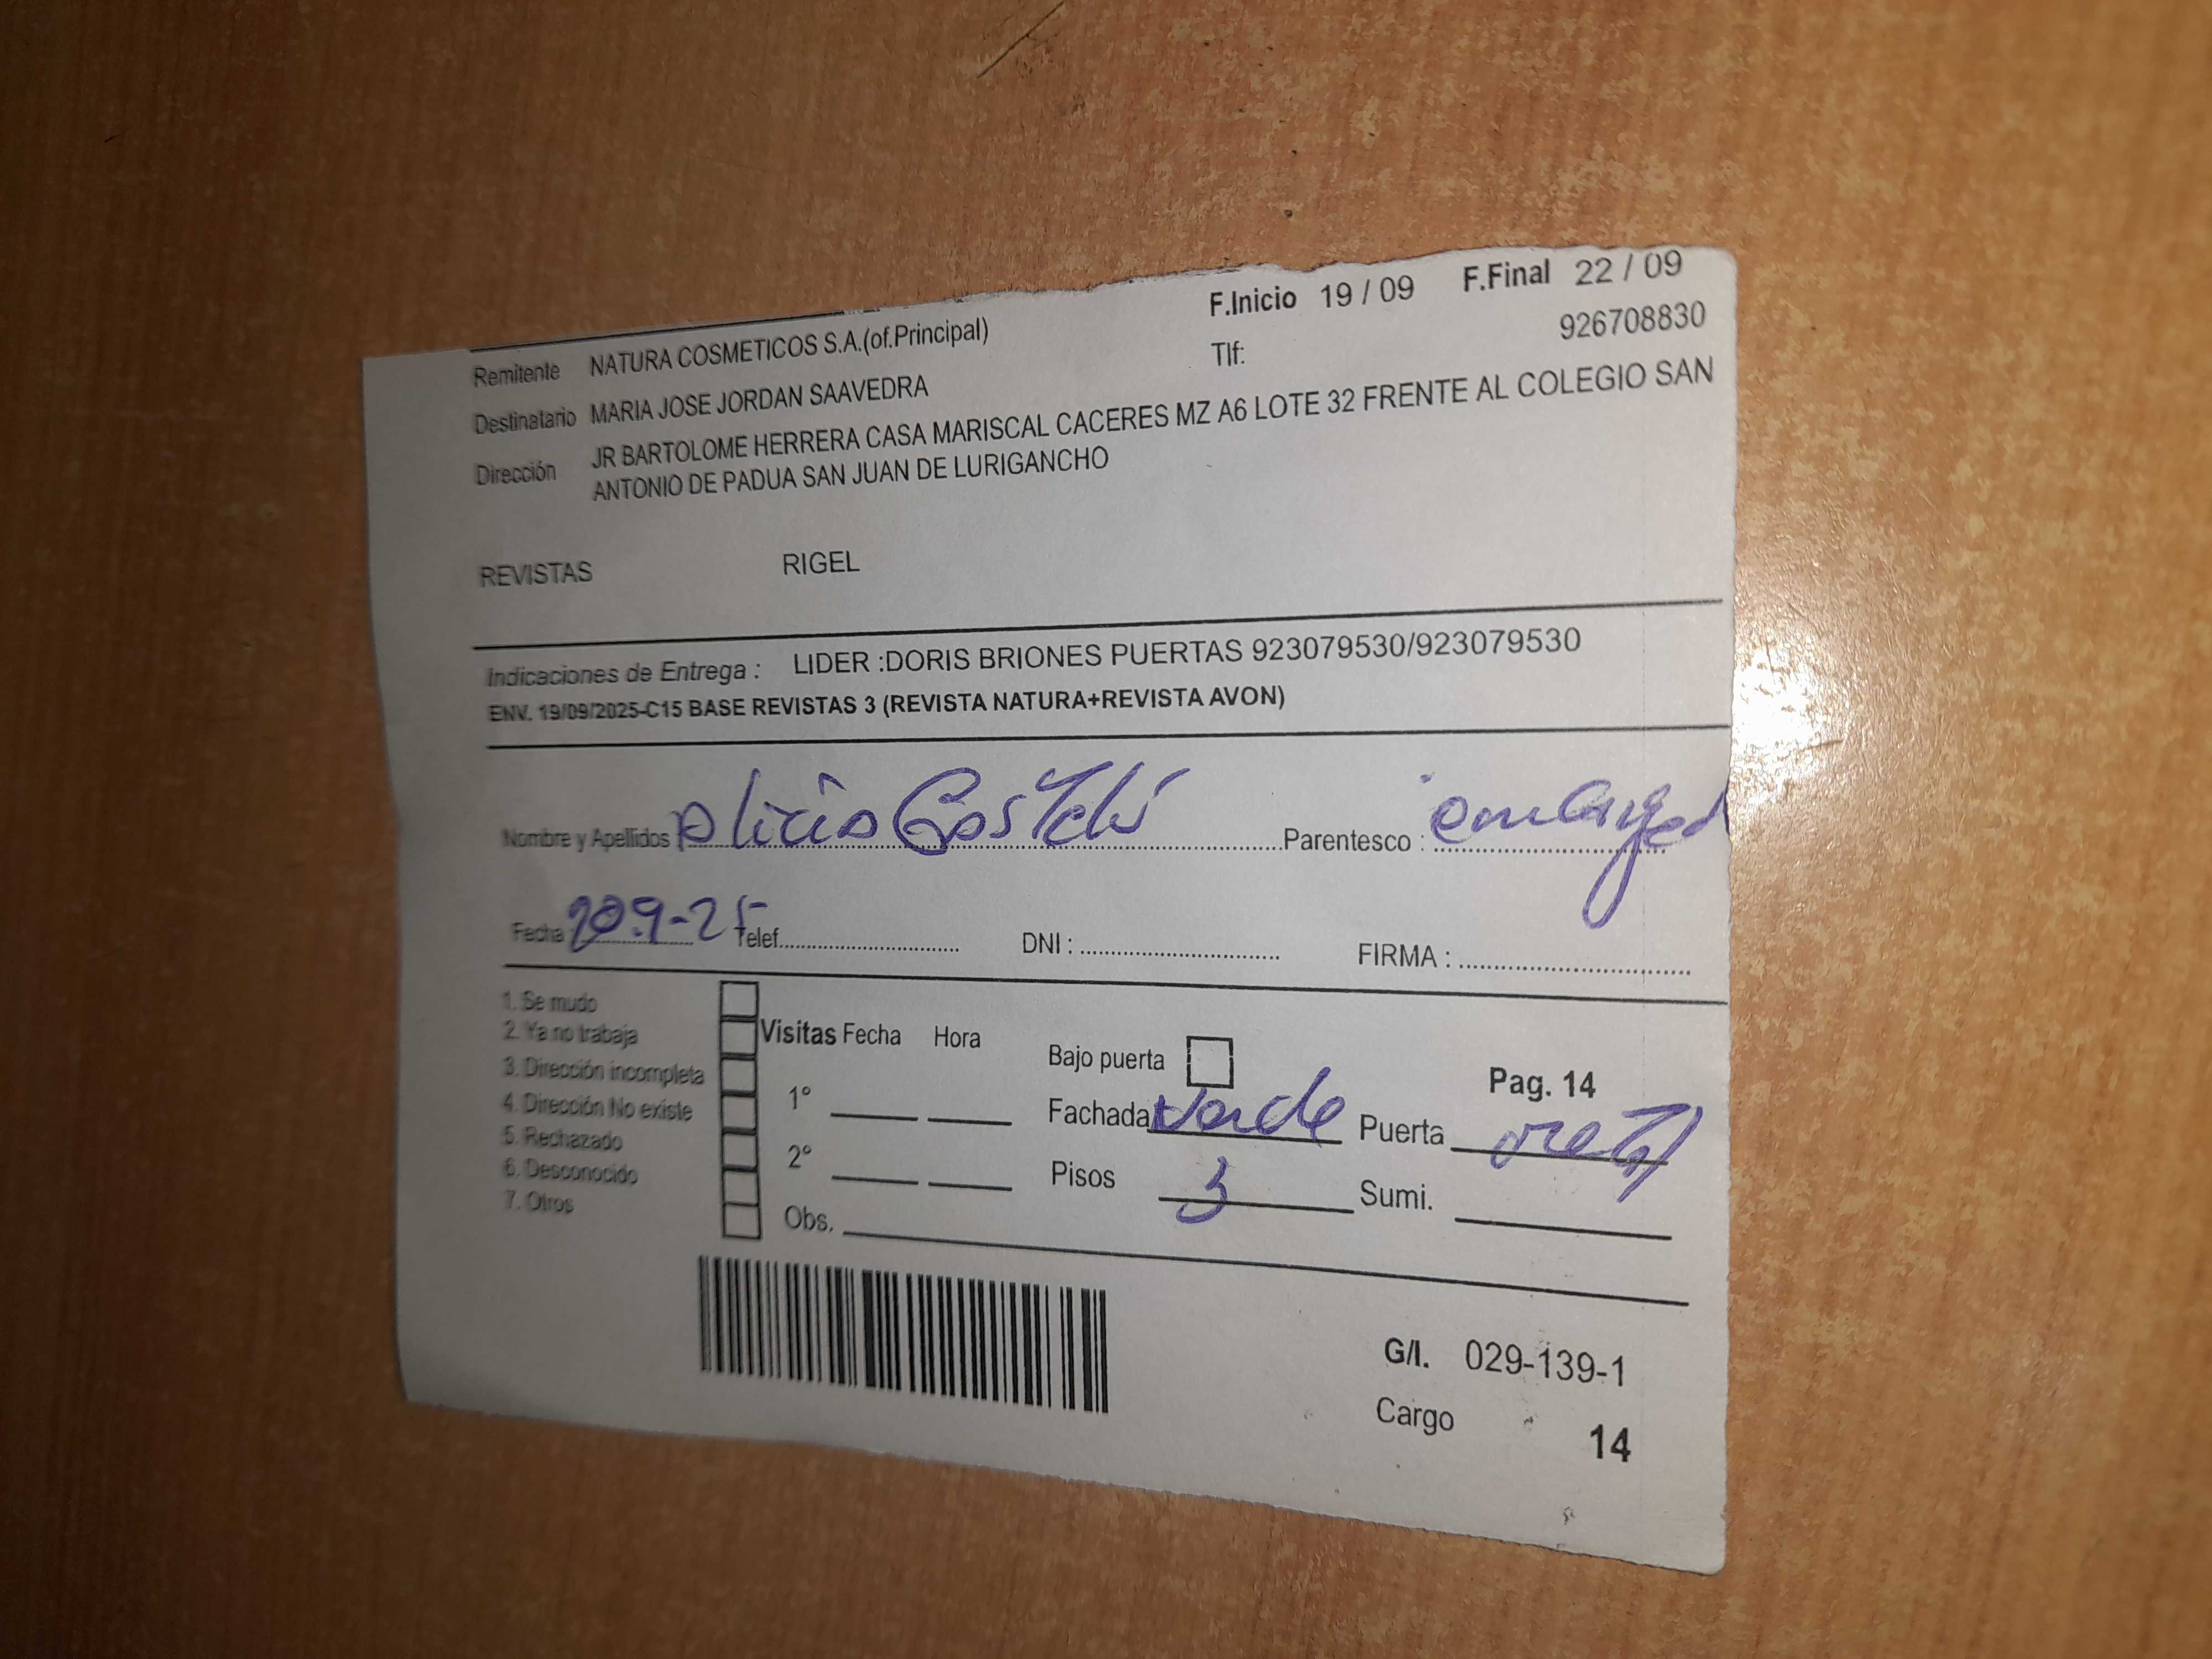 F.Inicio 19 / 09 F.Final 22 / 09
Remitente NATURA COSMETICOS S.A.(of.Principal) Tlf: 926708830
Destinatario MARIA JOSE JORDAN SAAVEDRA
Dirección JR BARTOLOME HERRERA CASA MARISCAL CACERES MZ A6 LOTE 32 FRENTE AL COLEGIO SAN
ANTONIO DE PADUA SAN JUAN DE LURIGANCHO
REVISTAS RIGEL
Indicaciones de Entrega : LIDER :DORIS BRIONES PUERTAS 923079530/923079530
ENV. 19/09/2025-C15 BASE REVISTAS 3 (REVISTA NATURA+REVISTA AVON)
Nombre y Apellidos Parentesco :
Fecha 20.9-25 Telef. DNI : FIRMA :
1. Se mudo
2. Ya no trabaja
3. Dirección incompleta
4. Dirección No existe
5. Rechazado
6. Desconocido
7. Otros
Visitas Fecha Hora
1°
2°
Obs.
Bajo puerta Pag. 14
Fachada Verde Puerta metal
Pisos 3 Sumi.
G/I. 029-139-1
Cargo 14